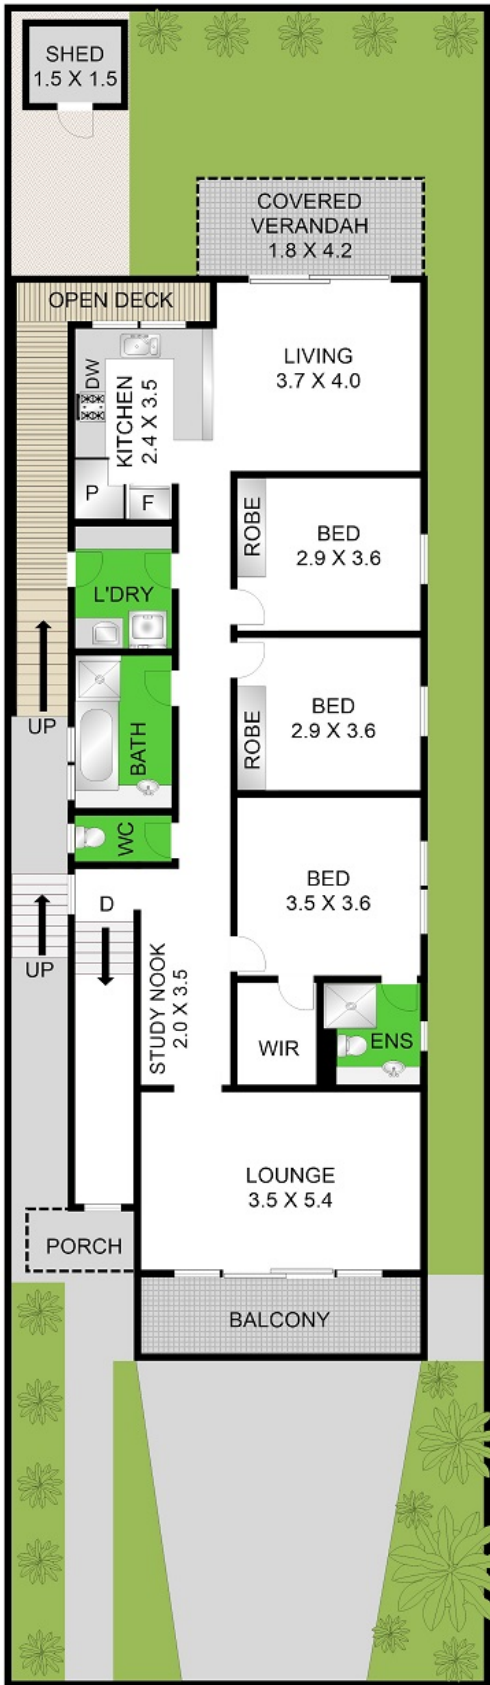 SHED
1.5 X 1.5
COVERED
VERANDAH
1.8 X 4.2
OPEN DECK
LIVING
3.7 X 4.0
DW
KITCHEN
2.4 X 3.5
P
F
ROBE
BED
2.9 X 3.6
L'DRY
UP
BED
2.9 X 3.6
ROBE
BATH
WC
BED
3.5 X 3.6
D
UP
STUDY NOOK
2.0 X 3.5
WIR
ENS
LOUNGE
3.5 X 5.4
PORCH
BALCONY